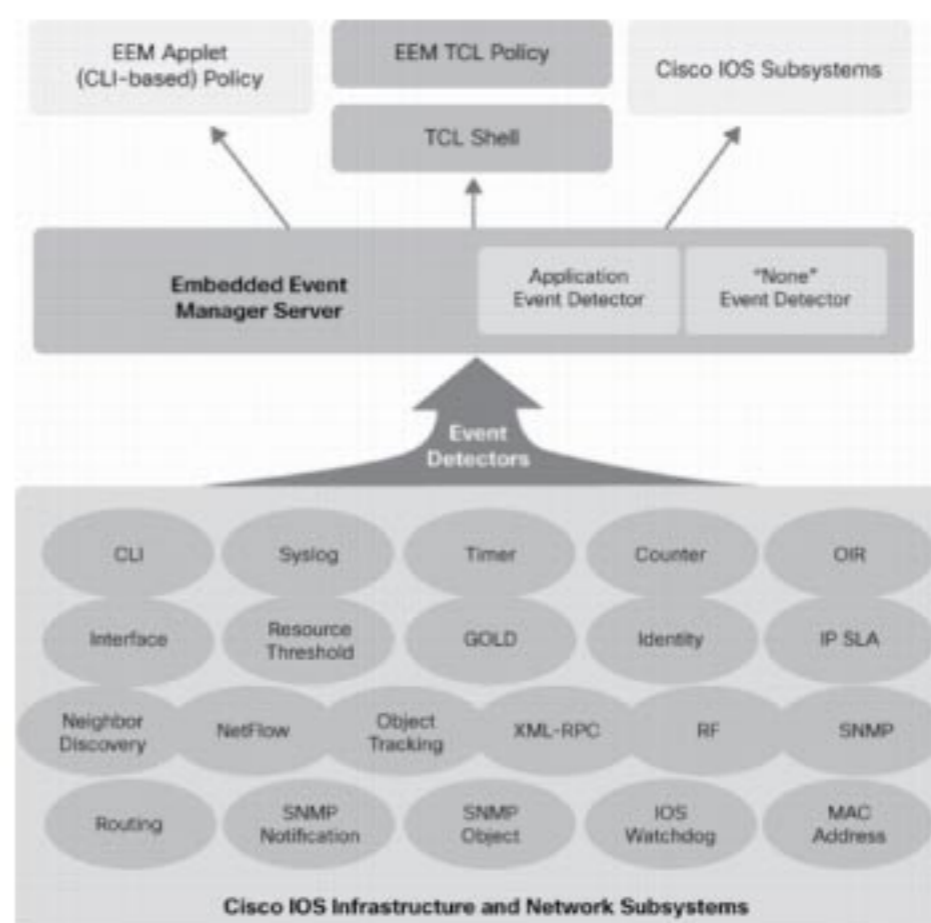 EEM Applet
(CLI-based) Policy
EEM TCL Policy
Cisco IOS Subsystems
TCL Shell
Embedded Event
Manager Server
Application
Event Detector
"None"
Event Detector
Event
Detectors
CLI
Syslog
Timer
Counter
OIR
Interface
Resource
Threshold
GOLD
Identity
IP SLA
Neighbor
Discovery
NetFlow
Object
Tracking
XML-RPC
RF
SNMP
Routing
SNMP
Notification
SNMP
Object
IOS
Watchdog
MAC
Address
Cisco IOS Infrastructure and Network Subsystems